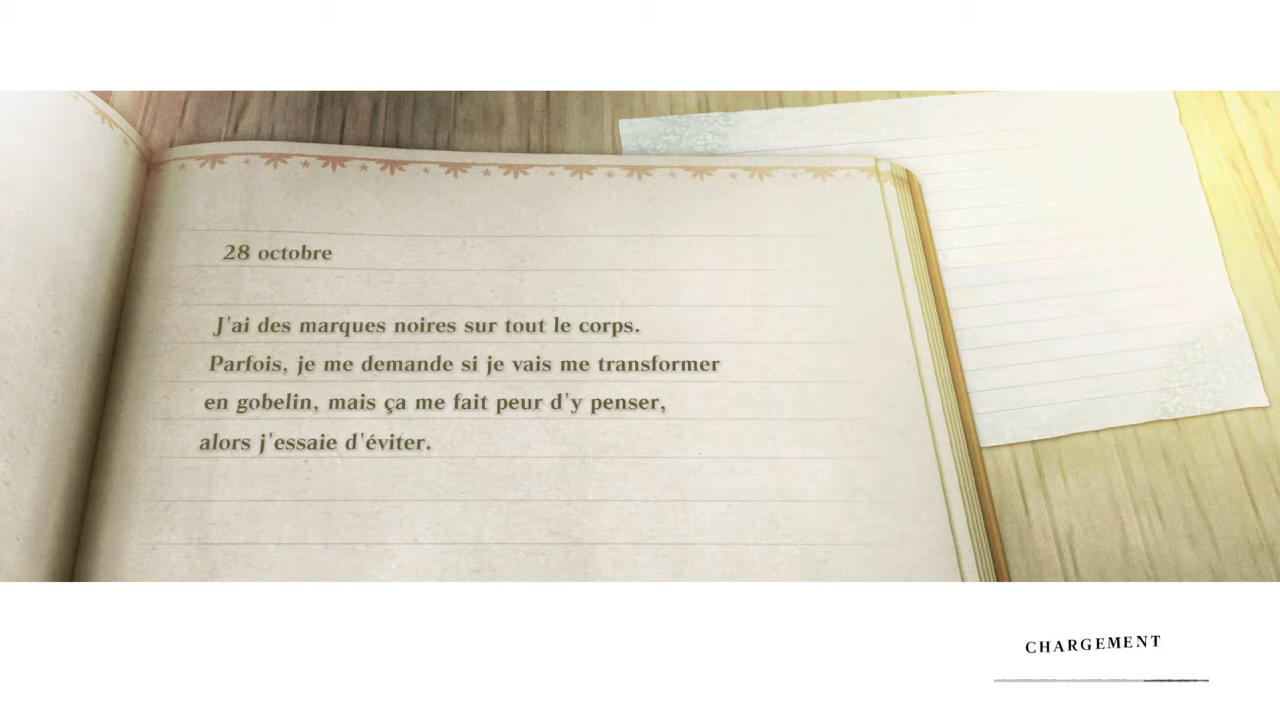 28 octobre
J'ai des marques noires sur tout le corps.
Parfois, je me demande si je vais me transformer
en gobelin, mais ça me fait peur d'y penser,
alors j'essaie d'éviter.
CHARGEMENT